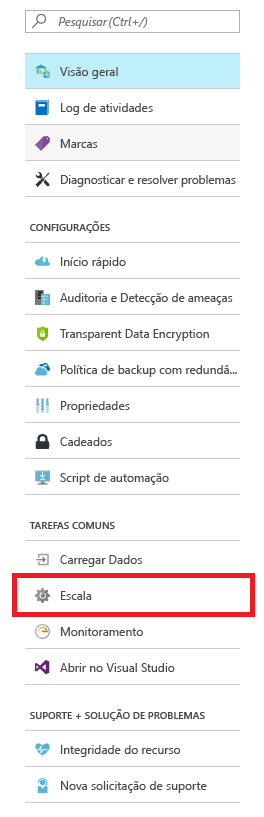 Pesquisar (Ctrl+/)
Visão geral
Log de atividades
Marcas
Diagnosticar e resolver problemas
CONFIGURAÇÕES
Início rápido
Auditoria e Detecção de ameaças
Transparent Data Encryption
Política de backup com redundâ...
Propriedades
Cadeados
Script de automação
TAREFAS COMUNS
Carregar Dados
Escala
Monitoramento
Abrir no Visual Studio
SUPORTE + SOLUÇÃO DE PROBLEMAS
Integridade do recurso
Nova solicitação de suporte